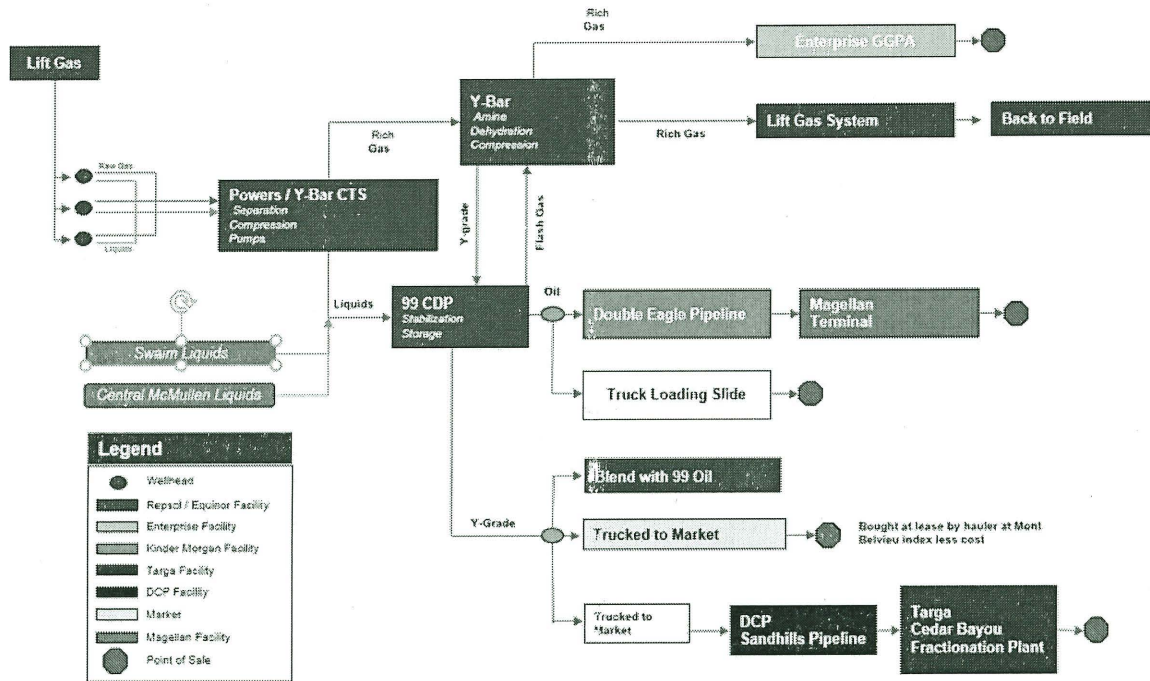 Rich
Gas
Enterprise GGPA
Lift Gas
Y-Bar
Amine
Dehydration
Compression
Rich
Gas
Rich Gas
Lift Gas System
Back to Field
Raw Gas
Liquids
Powers / Y-Bar CTS
Separation
Compression
Pumps
Y-grade
Flash Gas
Liquids
99 CDP
Stabilization
Storage
Oil
Double Eagle Pipeline
Magellan
Terminal
Swaim Liquids
Central McMullen Liquids
Truck Loading Slide
Blend with 99 Oil
Y-Grade
Trucked to Market
Bought at lease by hauler at Mont
Belvieu index less cost
Trucked to
Market
DCP
Sandhills Pipeline
Targa
Cedar Bayou
Fractionation Plant
Legend
Wellhead
Repsol / Equinor Facility
Enterprise Facility
Kinder Morgan Facility
Targa Facility
DCP Facility
Market
Magellan Facility
Point of Sale